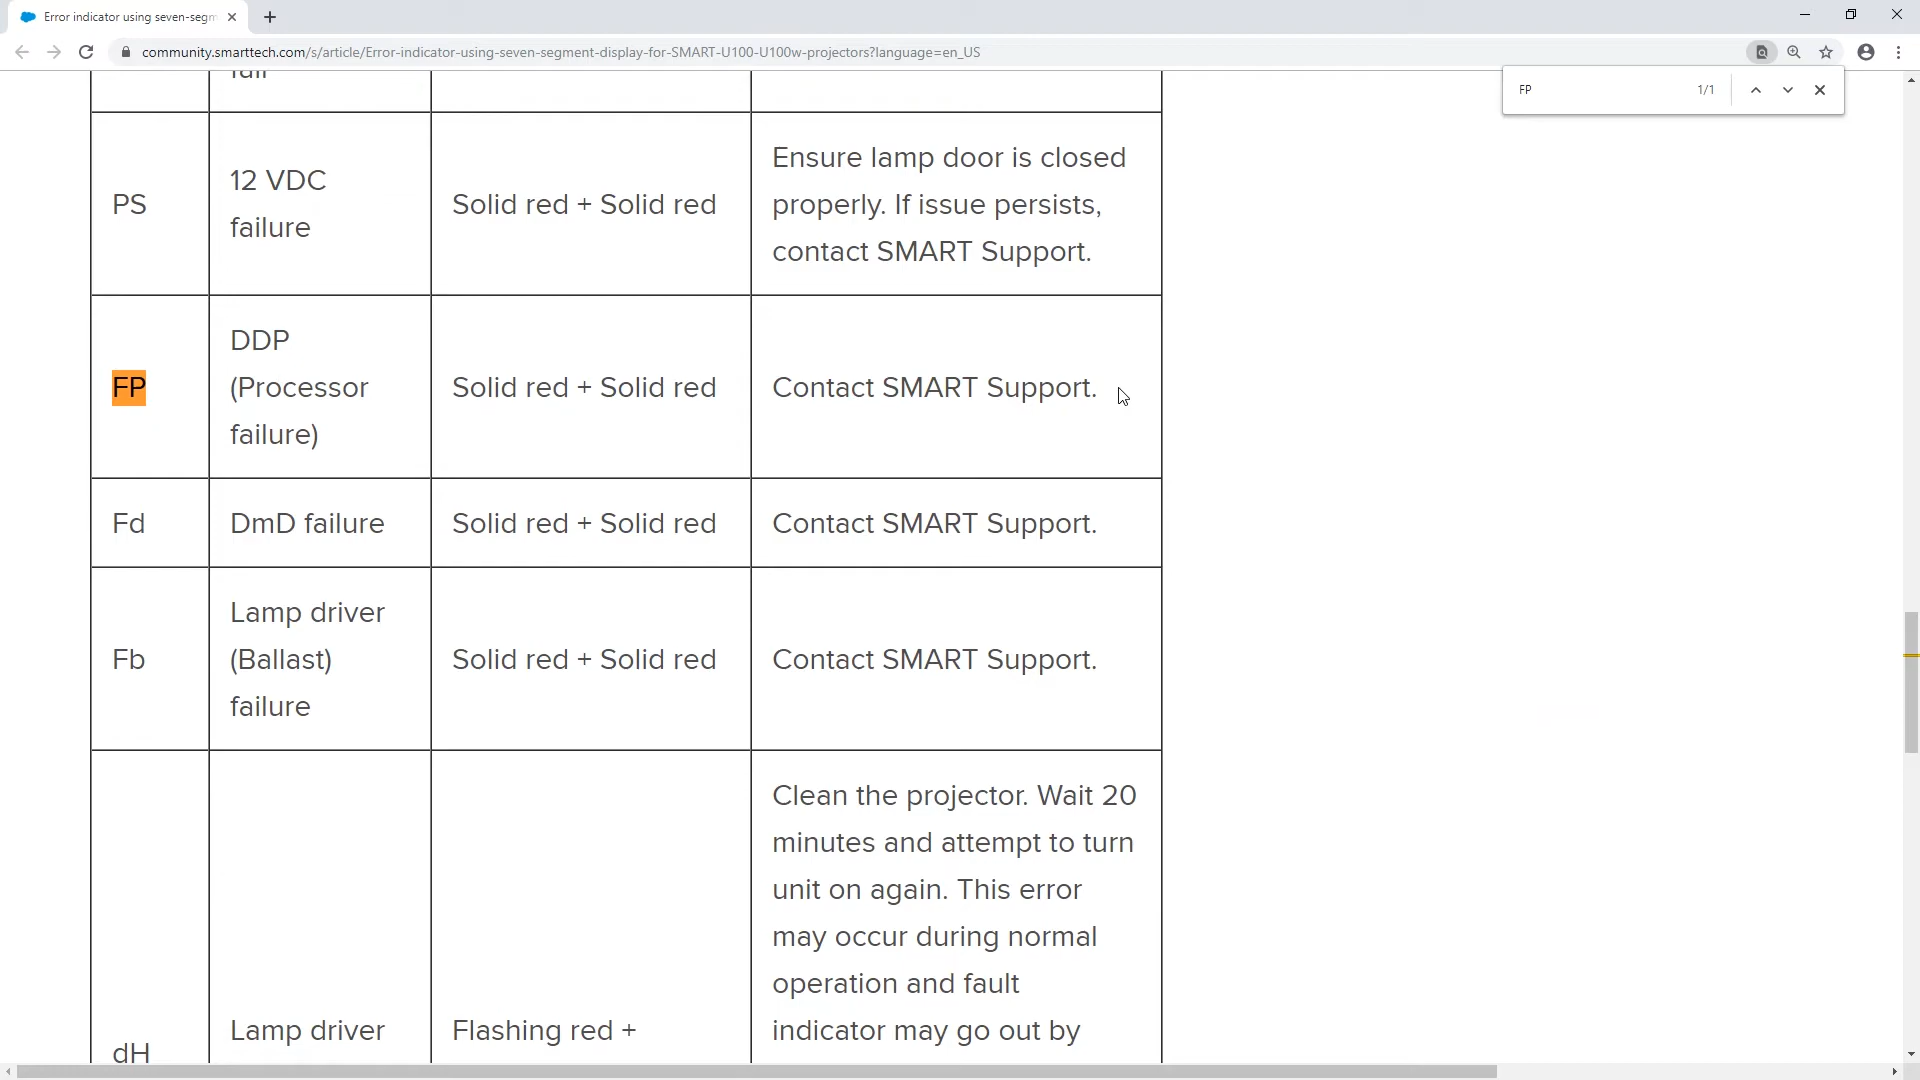 Error indicator using seven-segm
community.smarttech.com/s/article/Error-indicator-using-seven-segment-display-for-SMART-U100-U100w-projectors?language=en_US
FP
1/1
PS
12 VDC
failure
Solid red + Solid red
Ensure lamp door is closed
properly. If issue persists,
contact SMART Support.
FP
DDP
(Processor
failure)
Solid red + Solid red
Contact SMART Support.
Fd
DmD failure
Solid red + Solid red
Contact SMART Support.
Fb
Lamp driver
(Ballast)
failure
Solid red + Solid red
Contact SMART Support.
dH
Lamp driver
Flashing red +
Clean the projector. Wait 20
minutes and attempt to turn
unit on again. This error
may occur during normal
operation and fault
indicator may go out by